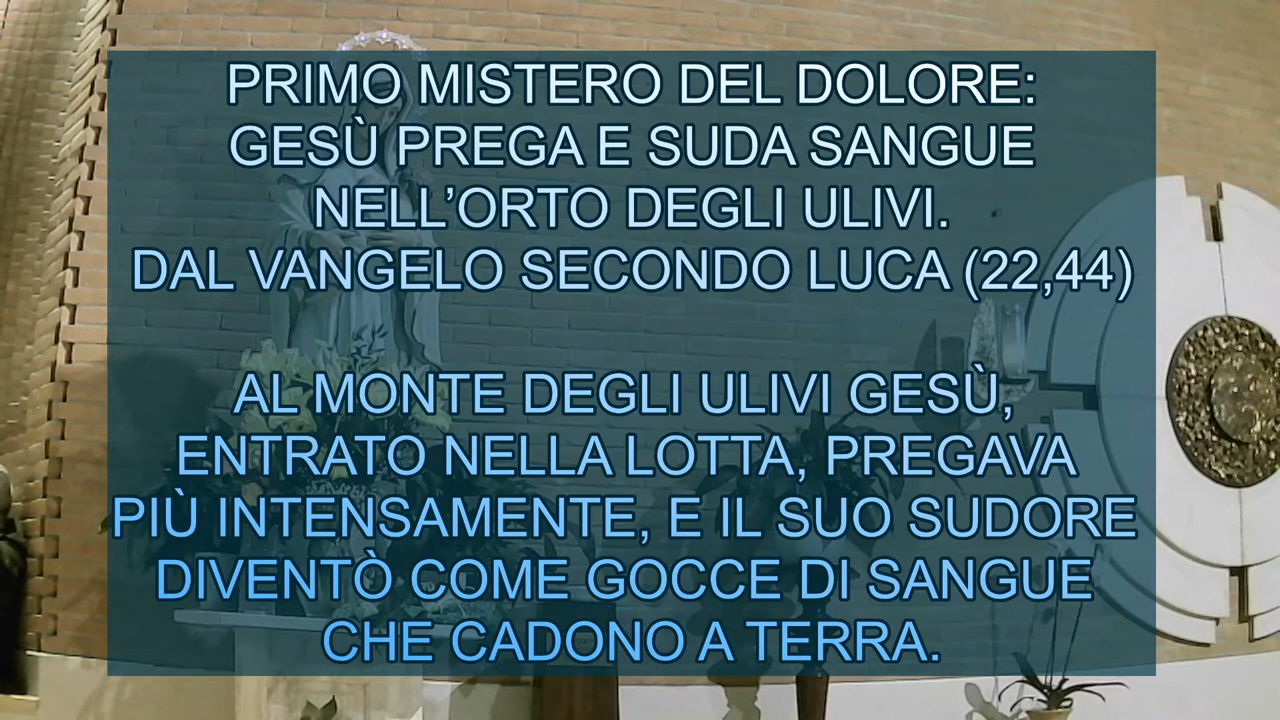 PRIMO MISTERO DEL DOLORE:
GESÙ PREGA E SUDA SANGUE
NELL’ORTO DEGLI ULIVI.
DAL VANGELO SECONDO LUCA (22,44)
AL MONTE DEGLI ULIVI GESÙ,
ENTRATO NELLA LOTTA, PREGAVA
PIÙ INTENSAMENTE, E IL SUO SUDORE
DIVENTÒ COME GOCCE DI SANGUE
CHE CADONO A TERRA.